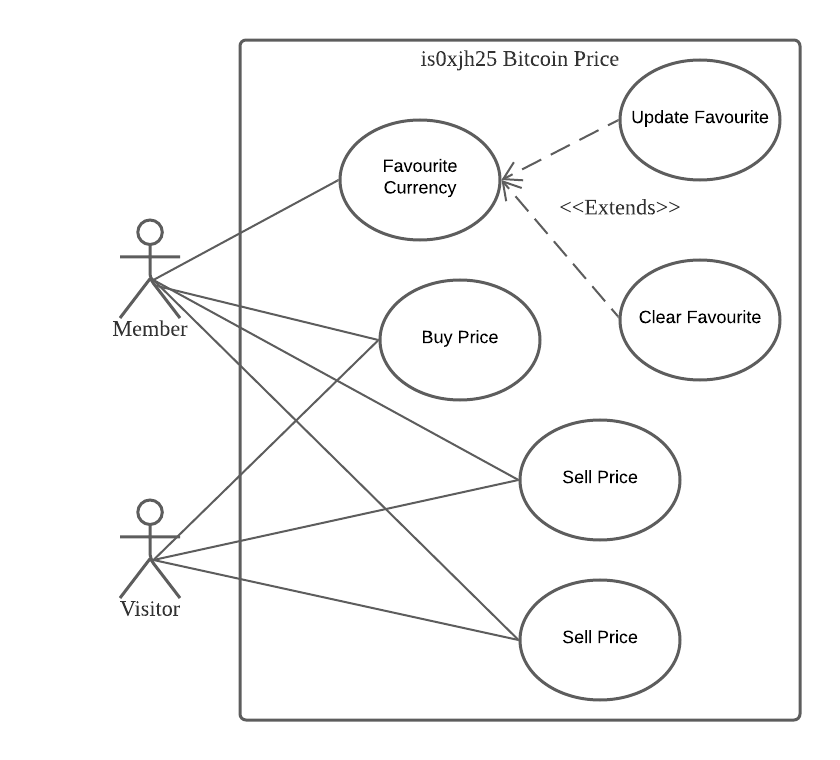 is0xjh25 Bitcoin Price
Update Favourite
Favourite
Currency
<<Extends>>
Member
Buy Price
Clear Favourite
Sell Price
Visitor
Sell Price